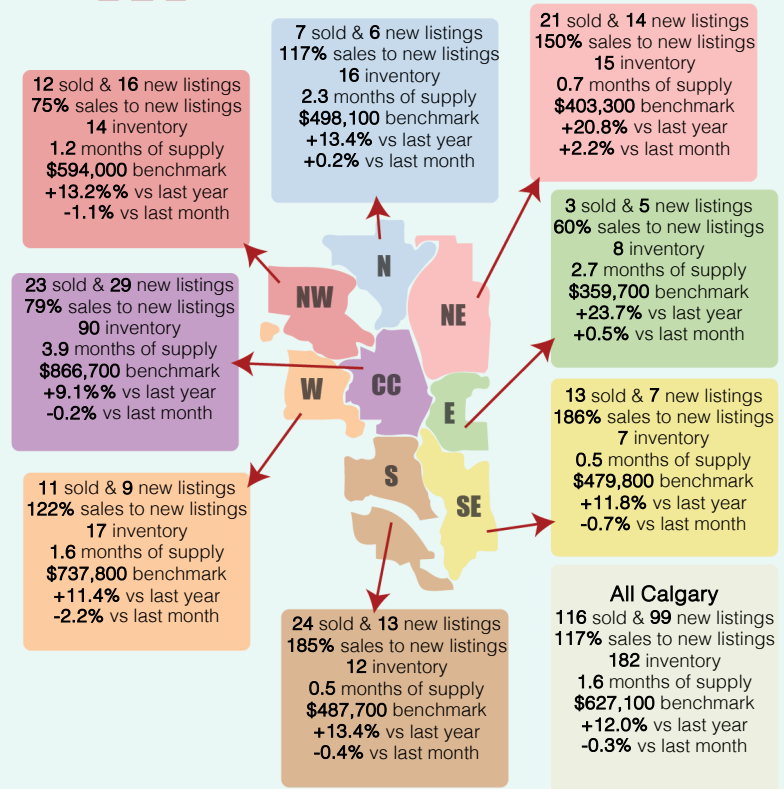 7 sold & 6 new listings
117% sales to new listings
16 inventory
2.3 months of supply
$498,100 benchmark
+13.4% vs last year
+0.2% vs last month
21 sold & 14 new listings
150% sales to new listings
15 inventory
0.7 months of supply
$403,300 benchmark
+20.8% vs last year
+2.2% vs last month
12 sold & 16 new listings
75% sales to new listings
14 inventory
1.2 months of supply
$594,000 benchmark
+13.2%% vs last year
-1.1% vs last month
3 sold & 5 new listings
60% sales to new listings
8 inventory
2.7 months of supply
$359,700 benchmark
+23.7% vs last year
+0.5% vs last month
N
NW
NE
W
CC
E
S
SE
23 sold & 29 new listings
79% sales to new listings
90 inventory
3.9 months of supply
$866,700 benchmark
+9.1%% vs last year
-0.2% vs last month
13 sold & 7 new listings
186% sales to new listings
7 inventory
0.5 months of supply
$479,800 benchmark
+11.8% vs last year
-0.7% vs last month
11 sold & 9 new listings
122% sales to new listings
17 inventory
1.6 months of supply
$737,800 benchmark
+11.4% vs last year
-2.2% vs last month
24 sold & 13 new listings
185% sales to new listings
12 inventory
0.5 months of supply
$487,700 benchmark
+13.4% vs last year
-0.4% vs last month
All Calgary
116 sold & 99 new listings
117% sales to new listings
182 inventory
1.6 months of supply
$627,100 benchmark
+12.0% vs last year
-0.3% vs last month